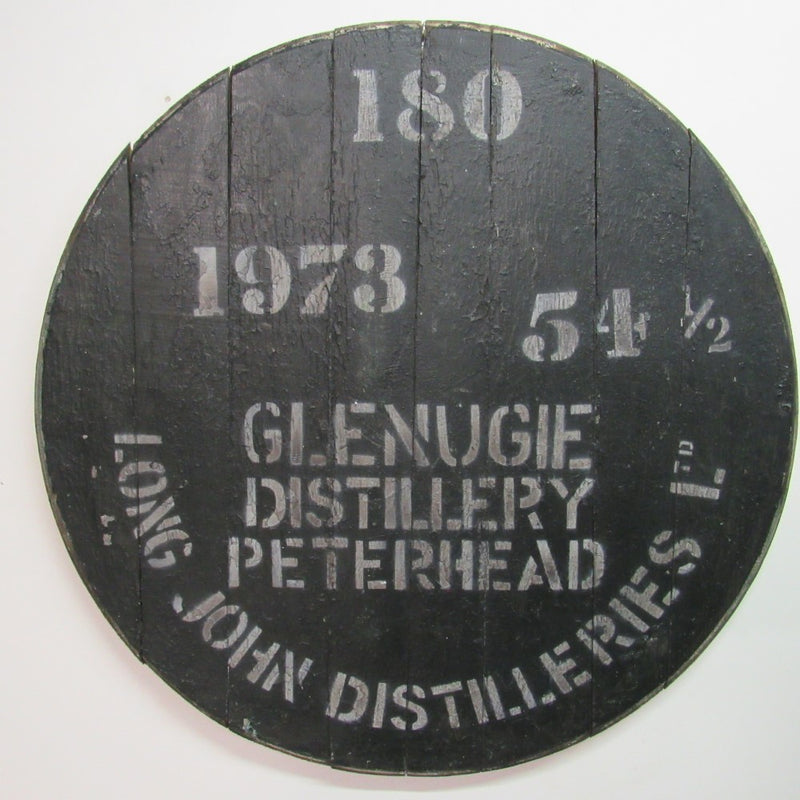 180
1973
54 ½
GLENUGIE
DISTILLERY
PETERHEAD
LONG JOHN DISTILLERIES LTD